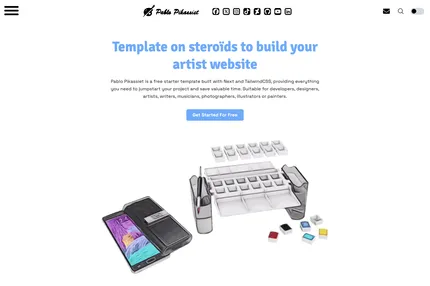 Pablo Pikassiet
Template on steroïds to build your
artist website
Pablo Pikassiet is a free starter template built with Next and TailwindCSS, providing everything
you need to jumpstart your project and save valuable time. Suitable for developers, designers,
artists, writers, musicians, photographers, illustrators or painters.
Get Started For Free